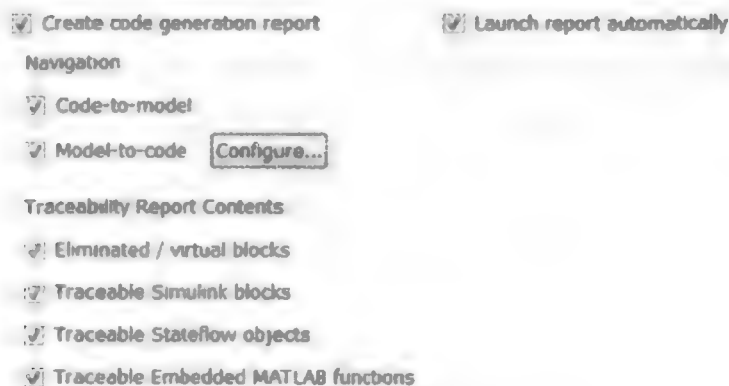 Create code generation report Launch report automatically
Navigation
Code-to-model
Model-to-code Configure...
Traceability Report Contents
Eliminated / virtual blocks
Traceable Simulink blocks
Traceable Stateflow objects
Traceable Embedded MATLAB functions